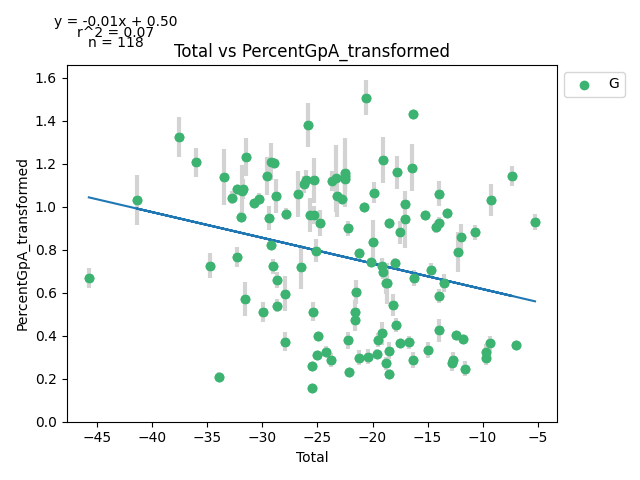 y = -0.01x + 0.50
r^2 = 0.07
n = 118
Total vs PercentGpA_transformed
G
1.6
1.4
1.2
1.0
0.8
0.6
0.4
0.2
0.0
PercentGpA_transformed
−45 −40 −35 −30 −25 −20 −15 −10 −5
Total